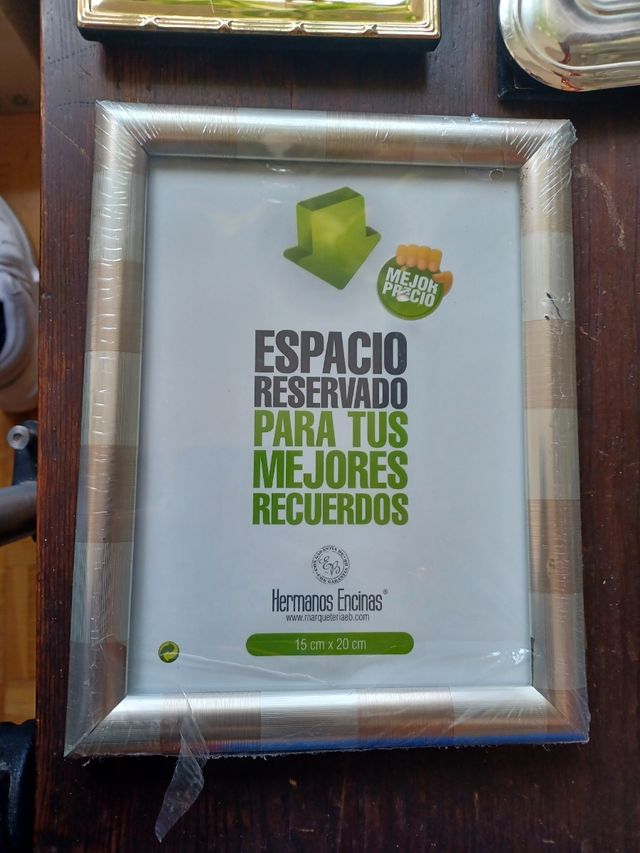 MEJOR
PRECIO
ESPACIO
RESERVADO
PARA TUS
MEJORES
RECUERDOS
Hermanos Encinas®
www.marqueteriaeb.com
15 cm x 20 cm